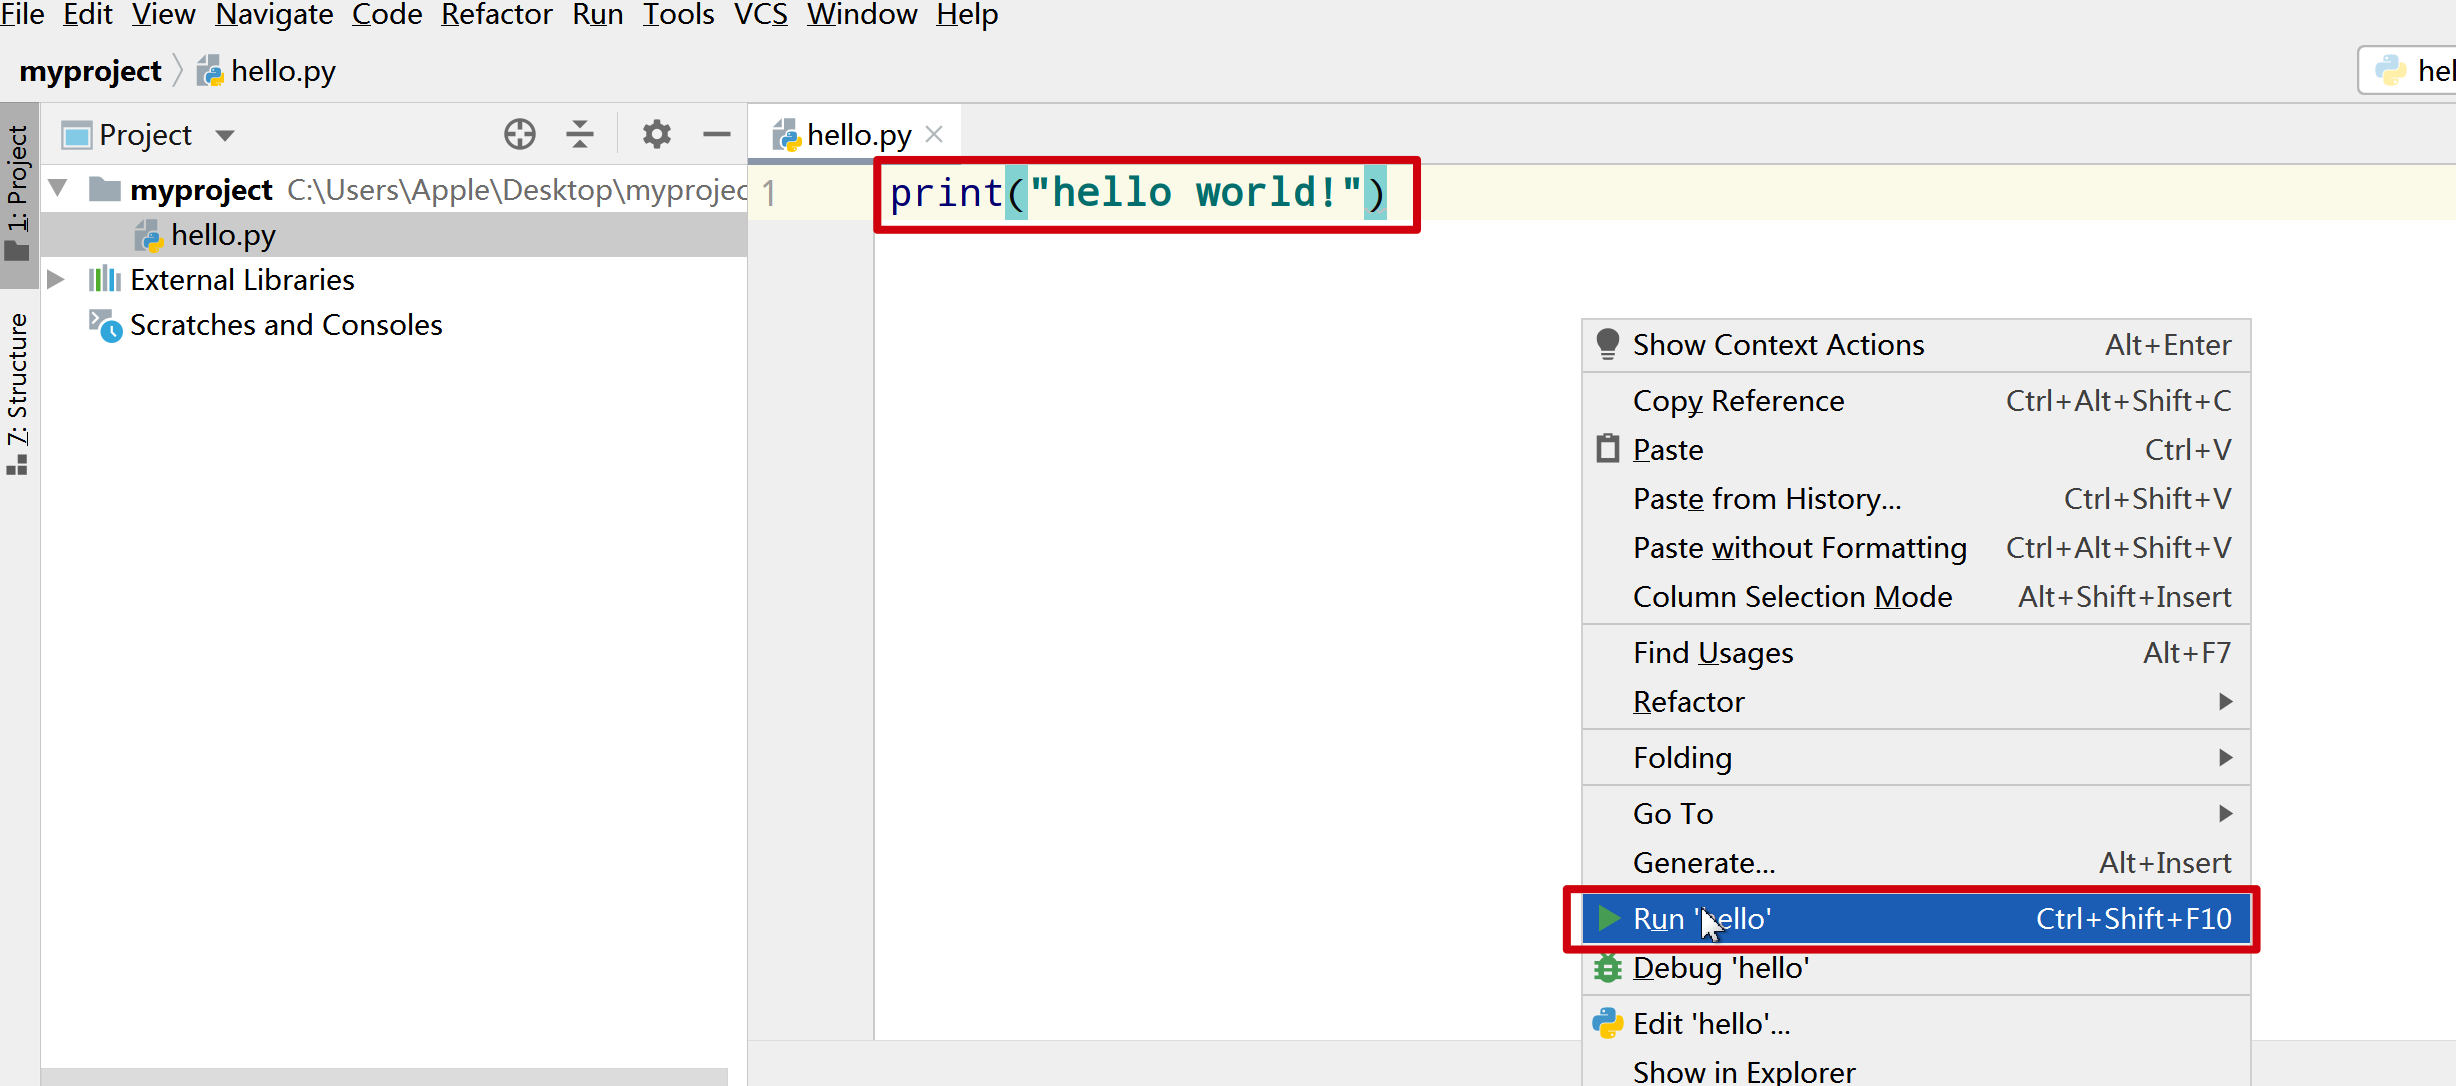 File Edit View Navigate Code Refactor Run Tools VCS Window Help
myproject hello.py
hel
1: Project
7: Structure
Project
myproject C:\Users\Apple\Desktop\myprojec
hello.py
External Libraries
Scratches and Consoles
hello.py
1 print("hello world!")
Show Context Actions Alt+Enter
Copy Reference Ctrl+Alt+Shift+C
Paste Ctrl+V
Paste from History... Ctrl+Shift+V
Paste without Formatting Ctrl+Alt+Shift+V
Column Selection Mode Alt+Shift+Insert
Find Usages Alt+F7
Refactor
Folding
Go To
Generate... Alt+Insert
Run 'hello' Ctrl+Shift+F10
Debug 'hello'
Edit 'hello'...
Show in Explorer